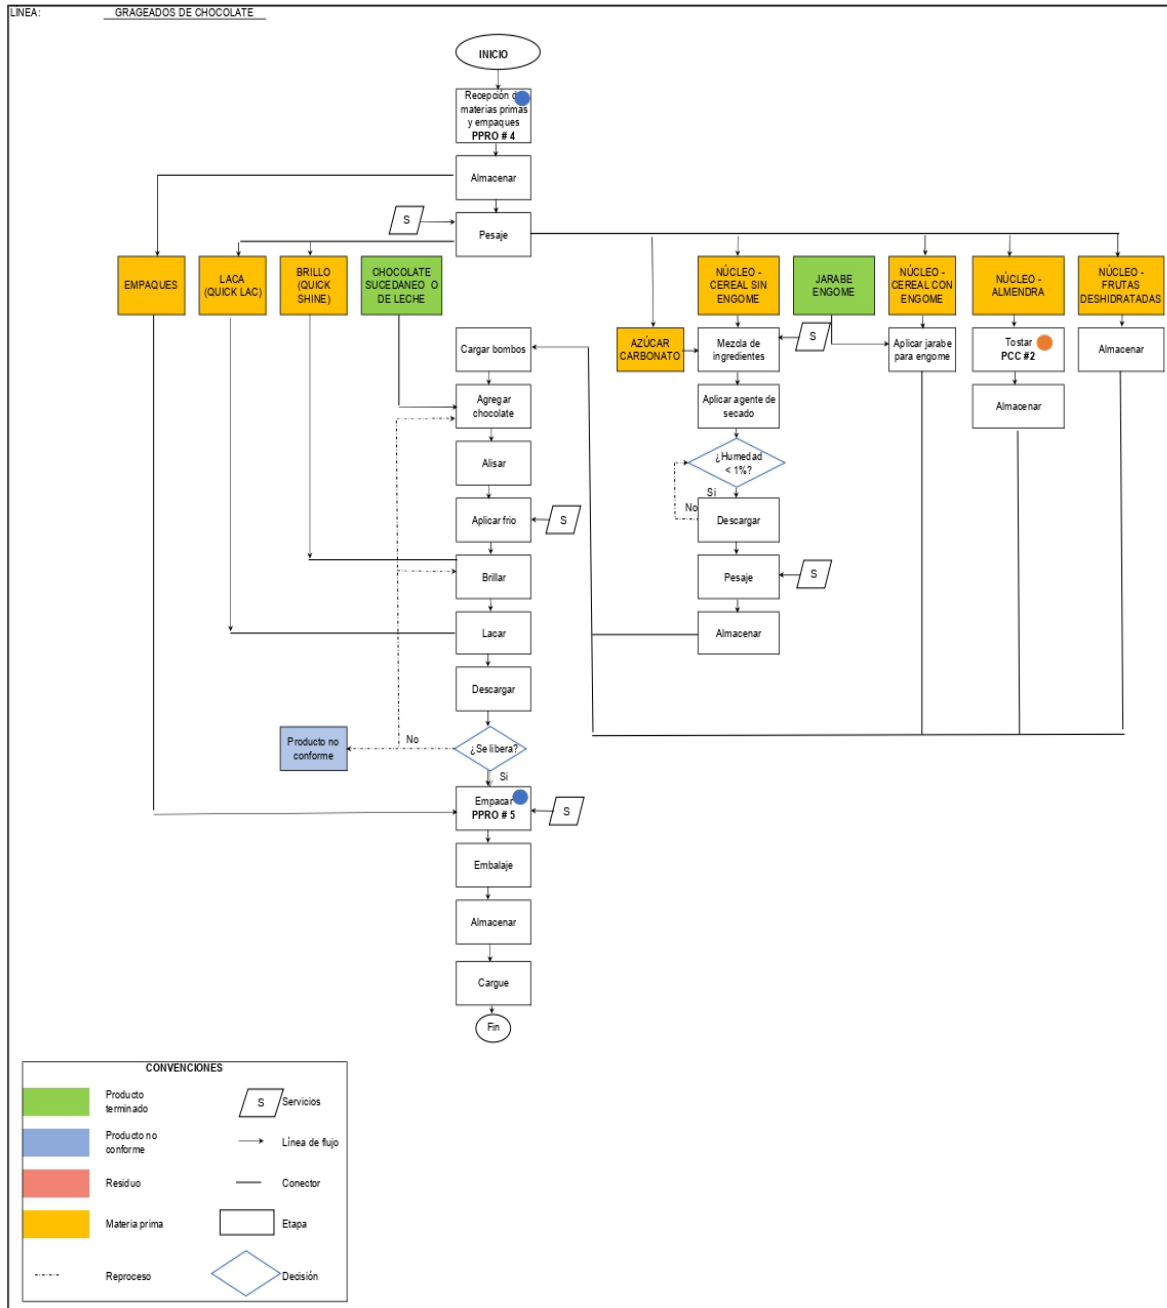 LINEA: GRAGEADOS DE CHOCOLATE
INICIO
Recepción de
materias primas
y empaques
PPRO # 4
Almacenar
S
Pesaje
EMPAQUES
LACA
(QUICK LAC)
BRILLO
(QUICK
SHINE)
CHOCOLATE
SUCEDANEO O
DE LECHE
NÚCLEO -
CEREAL SIN
ENGOME
JARABE
ENGOME
NÚCLEO -
CEREAL CON
ENGOME
NÚCLEO -
ALMENDRA
NÚCLEO -
FRUTAS
DESHIDRATADAS
Cargar bombos
AZÚCAR
CARBONATO
Mezcla de
ingredientes
S
Aplicar jarabe
para engome
Tostar
PCC #2
Almacenar
Agregar
chocolate
Aplicar agente de
secado
Almacenar
Alisar
¿Humedad
< 1%?
Si
No
Aplicar frio
S
Descargar
Brillar
Pesaje
S
Lacar
Almacenar
Descargar
Producto no
conforme
No
¿Se libera?
Si
Empacar
PPRO # 5
S
Embalaje
Almacenar
Cargue
Fin
CONVENCIONES
Producto
terminado
S
Servicios
Producto no
conforme
Línea de flujo
Residuo
Conector
Materia prima
Etapa
Reproceso
Decisión